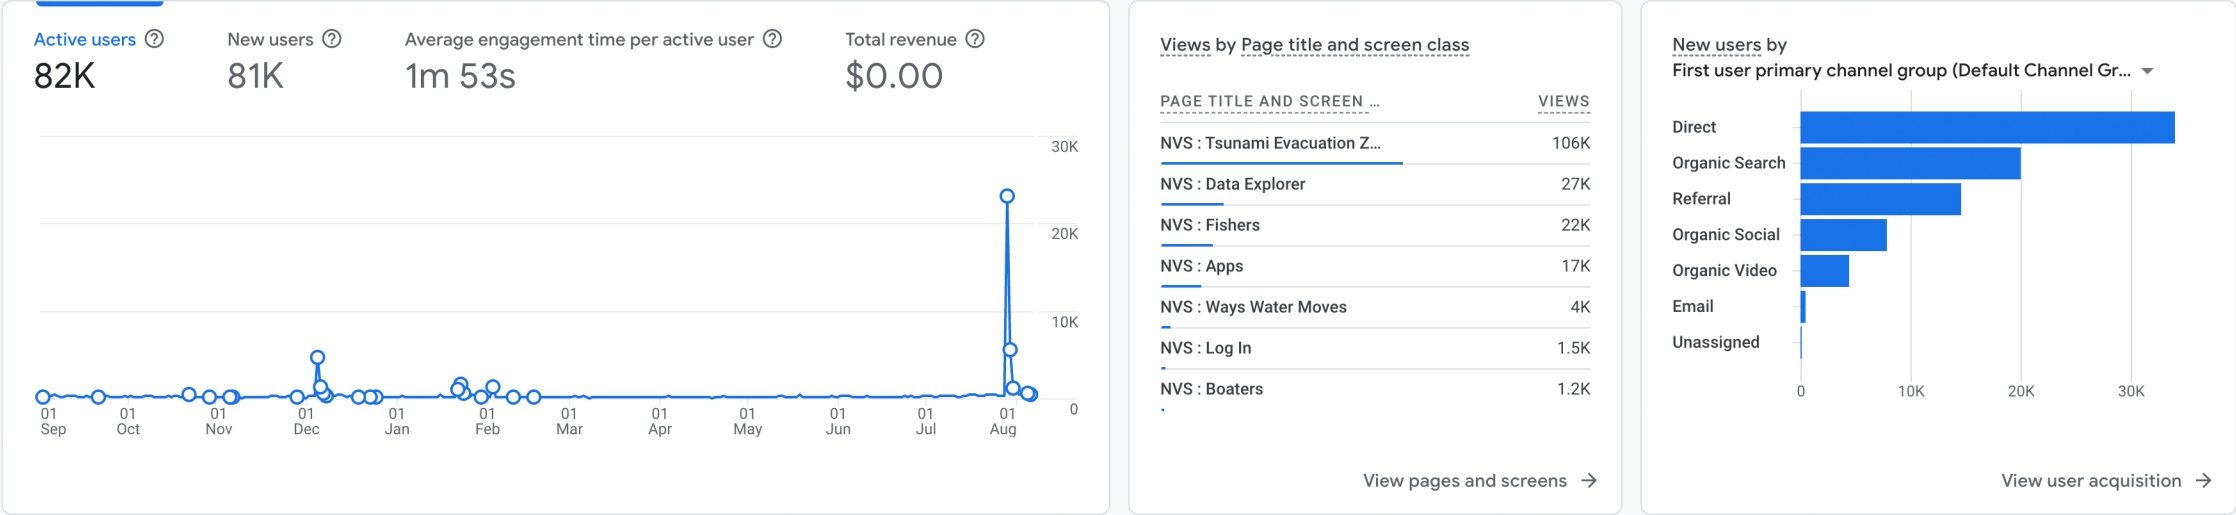 Active users
82K
New users
81K
Average engagement time per active user
1m 53s
Total revenue
$0.00
30K
20K
10K
0
01 Sep
01 Oct
01 Nov
01 Dec
01 Jan
01 Feb
01 Mar
01 Apr
01 May
01 Jun
01 Jul
01 Aug
Views by Page title and screen class
PAGE TITLE AND SCREEN … VIEWS
NVS : Tsunami Evacuation Z... 106K
NVS : Data Explorer 27K
NVS : Fishers 22K
NVS : Apps 17K
NVS : Ways Water Moves 4K
NVS : Log In 1.5K
NVS : Boaters 1.2K
View pages and screens
New users by
First user primary channel group (Default Channel Gr...
Direct
Organic Search
Referral
Organic Social
Organic Video
Email
Unassigned
0 10K 20K 30K
View user acquisition